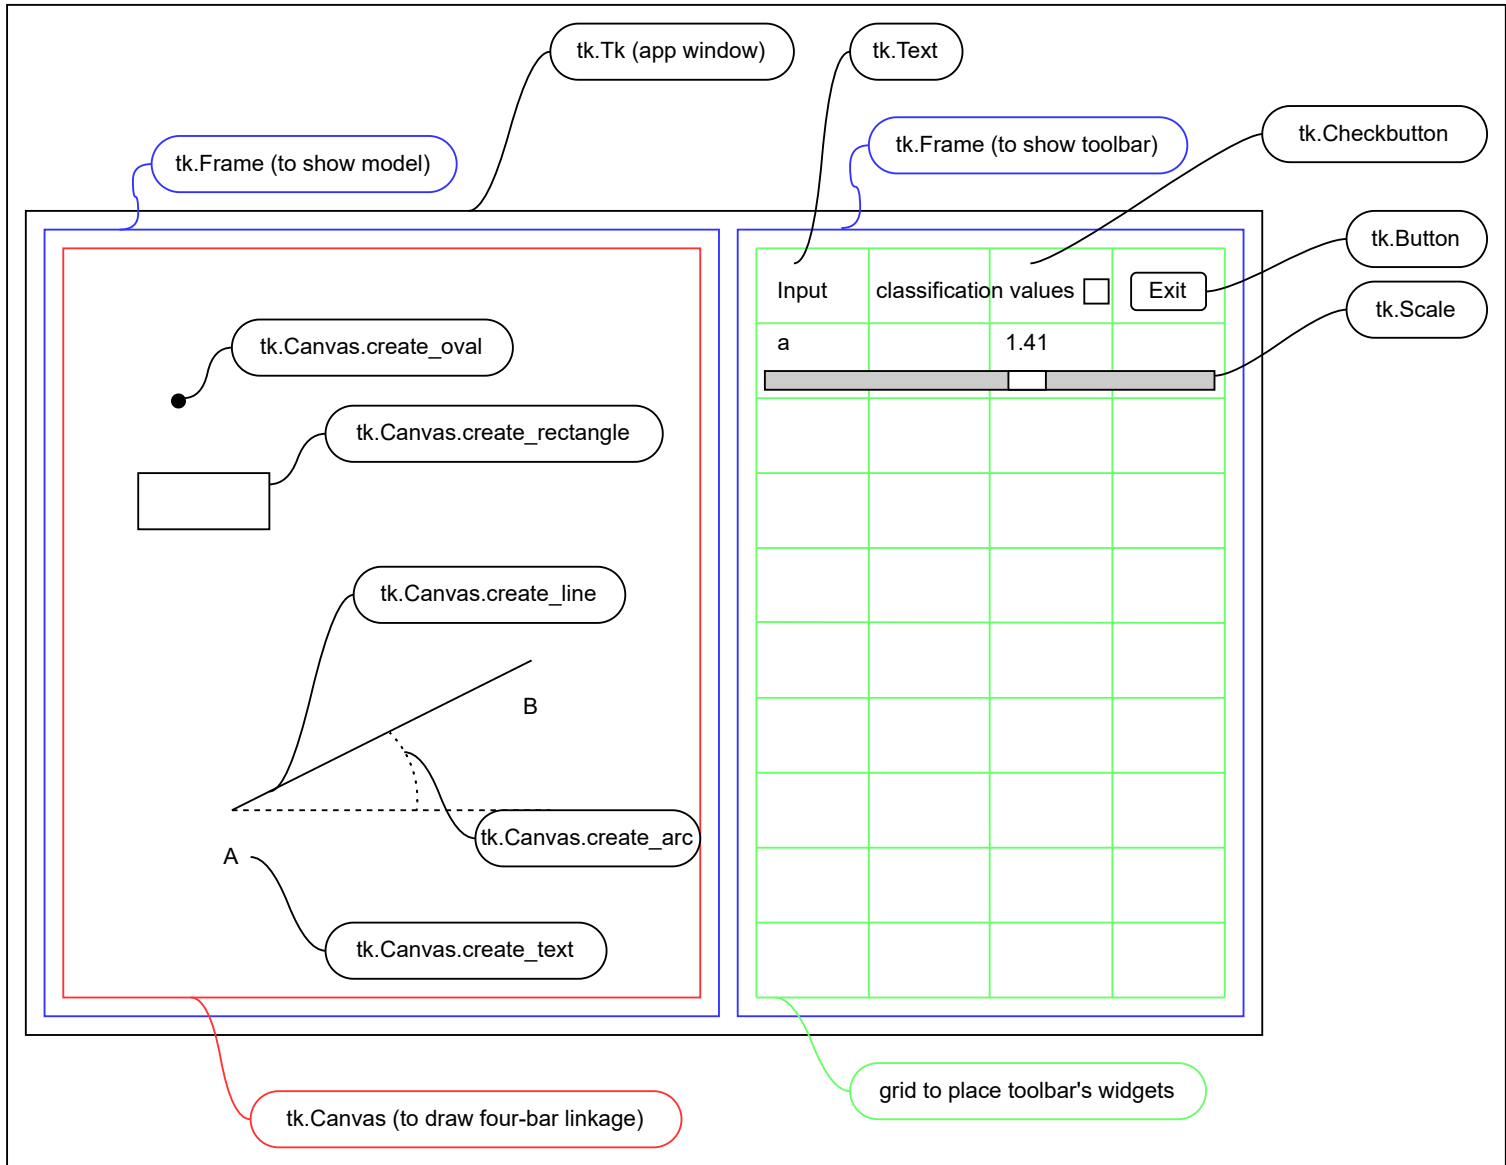 tk.Tk (app window)
tk.Text
tk.Checkbutton
tk.Frame (to show toolbar)
tk.Frame (to show model)
tk.Button
Input
classification values
Exit
tk.Scale
a
1.41
tk.Canvas.create_oval
tk.Canvas.create_rectangle
tk.Canvas.create_line
B
tk.Canvas.create_arc
A
tk.Canvas.create_text
grid to place toolbar's widgets
tk.Canvas (to draw four-bar linkage)